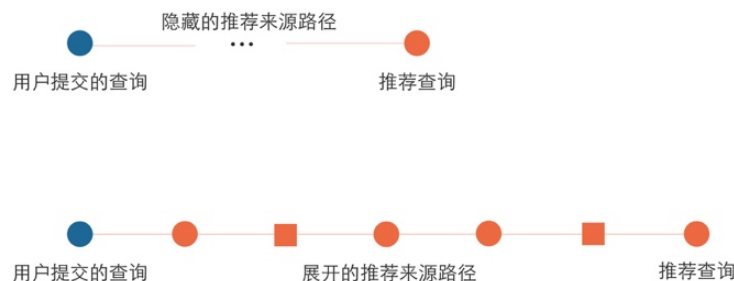 隐藏的推荐来源路径
...
用户提交的查询 推荐查询
用户提交的查询 展开的推荐来源路径 推荐查询